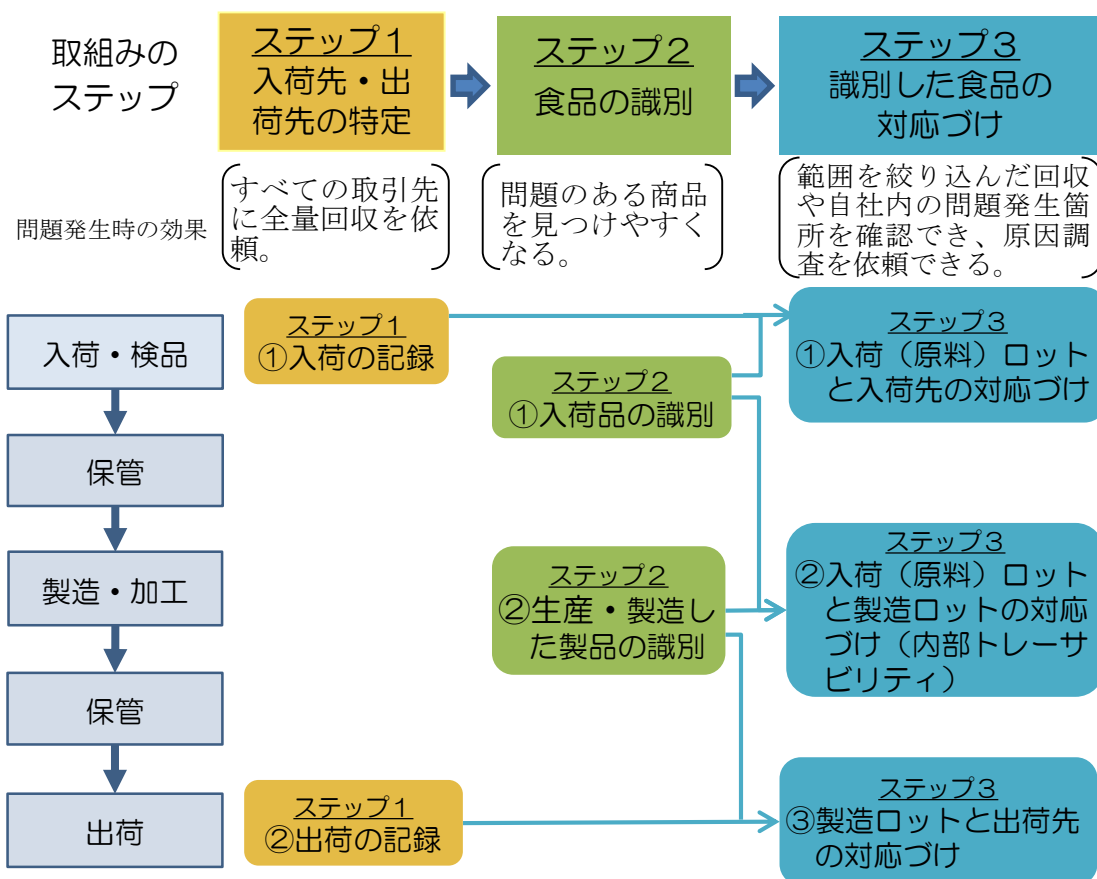 取組みの
ステップ
ステップ１
入荷先・出
荷先の特定
ステップ２
食品の識別
ステップ３
識別した食品の
対応づけ
問題発生時の効果
すべての取引先
に全量回収を依
頼。
問題のある商品
を見つけやすく
なる。
範囲を絞り込んだ回収
や自社内の問題発生箇
所を確認でき、原因調
査を依頼できる。
入荷・検品
ステップ１
①入荷の記録
ステップ３
①入荷（原料）ロット
と入荷先の対応づけ
ステップ２
①入荷品の識別
保管
製造・加工
ステップ２
②生産・製造し
た製品の識別
ステップ３
②入荷（原料）ロット
と製造ロットの対応
づけ（内部トレーサ
ビリティ）
保管
出荷
ステップ１
②出荷の記録
ステップ３
③製造ロットと出荷先
の対応づけ